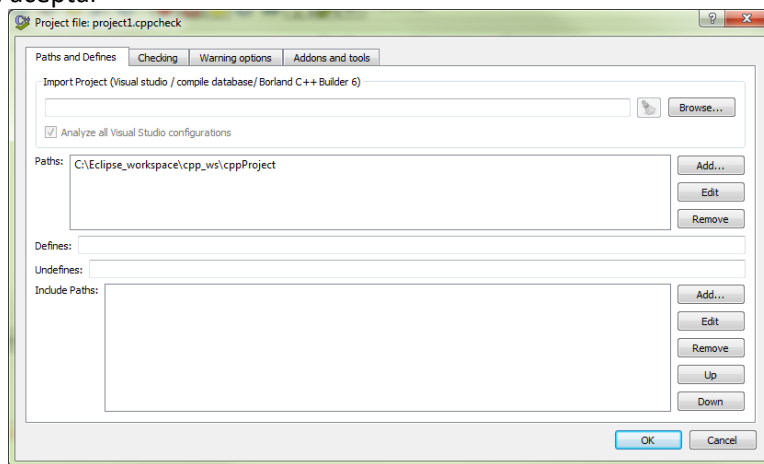 acepta.
Project file: project1.cppcheck
Paths and Defines Checking Warning options Addons and tools
Import Project (Visual studio / compile database/ Borland C++ Builder 6)
Browse...
Analyze all Visual Studio configurations
Paths: C:\Eclipse_workspace\cpp_ws\cppProject Add...
Edit
Remove
Defines:
Undefines:
Include Paths: Add...
Edit
Remove
Up
Down
OK Cancel